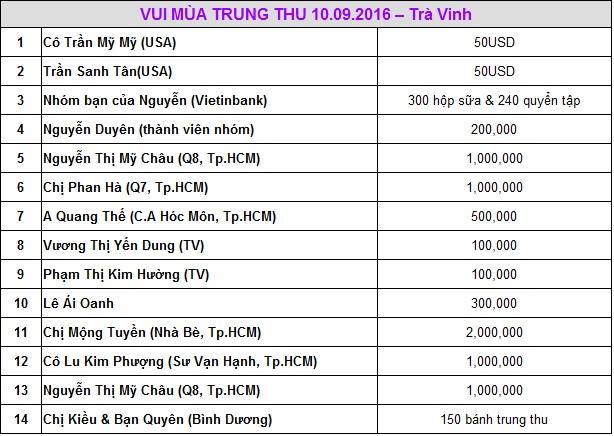 VUI MÙA TRUNG THU 10.09.2016 – Trà Vinh
1 Cô Trần Mỹ Mỹ (USA) 50USD
2 Trần Sanh Tân(USA) 50USD
3 Nhóm bạn của Nguyễn (Vietinbank) 300 hộp sữa & 240 quyển tập
4 Nguyễn Duyên (thành viên nhóm) 200,000
5 Nguyễn Thị Mỹ Châu (Q8, Tp.HCM) 1,000,000
6 Chị Phan Hà (Q7, Tp.HCM) 1,000,000
7 A Quang Thế (C.A Hóc Môn, Tp.HCM) 500,000
8 Vương Thị Yến Dung (TV) 100,000
9 Phạm Thị Kim Hường (TV) 100,000
10 Lê Ái Oanh 300,000
11 Chị Mộng Tuyền (Nhà Bè, Tp.HCM) 2,000,000
12 Cô Lu Kim Phượng (Sư Vạn Hạnh, Tp.HCM) 1,000,000
13 Nguyễn Thị Mỹ Châu (Q8, Tp.HCM) 1,000,000
14 Chị Kiều & Bạn Quyên (Bình Dương) 150 bánh trung thu